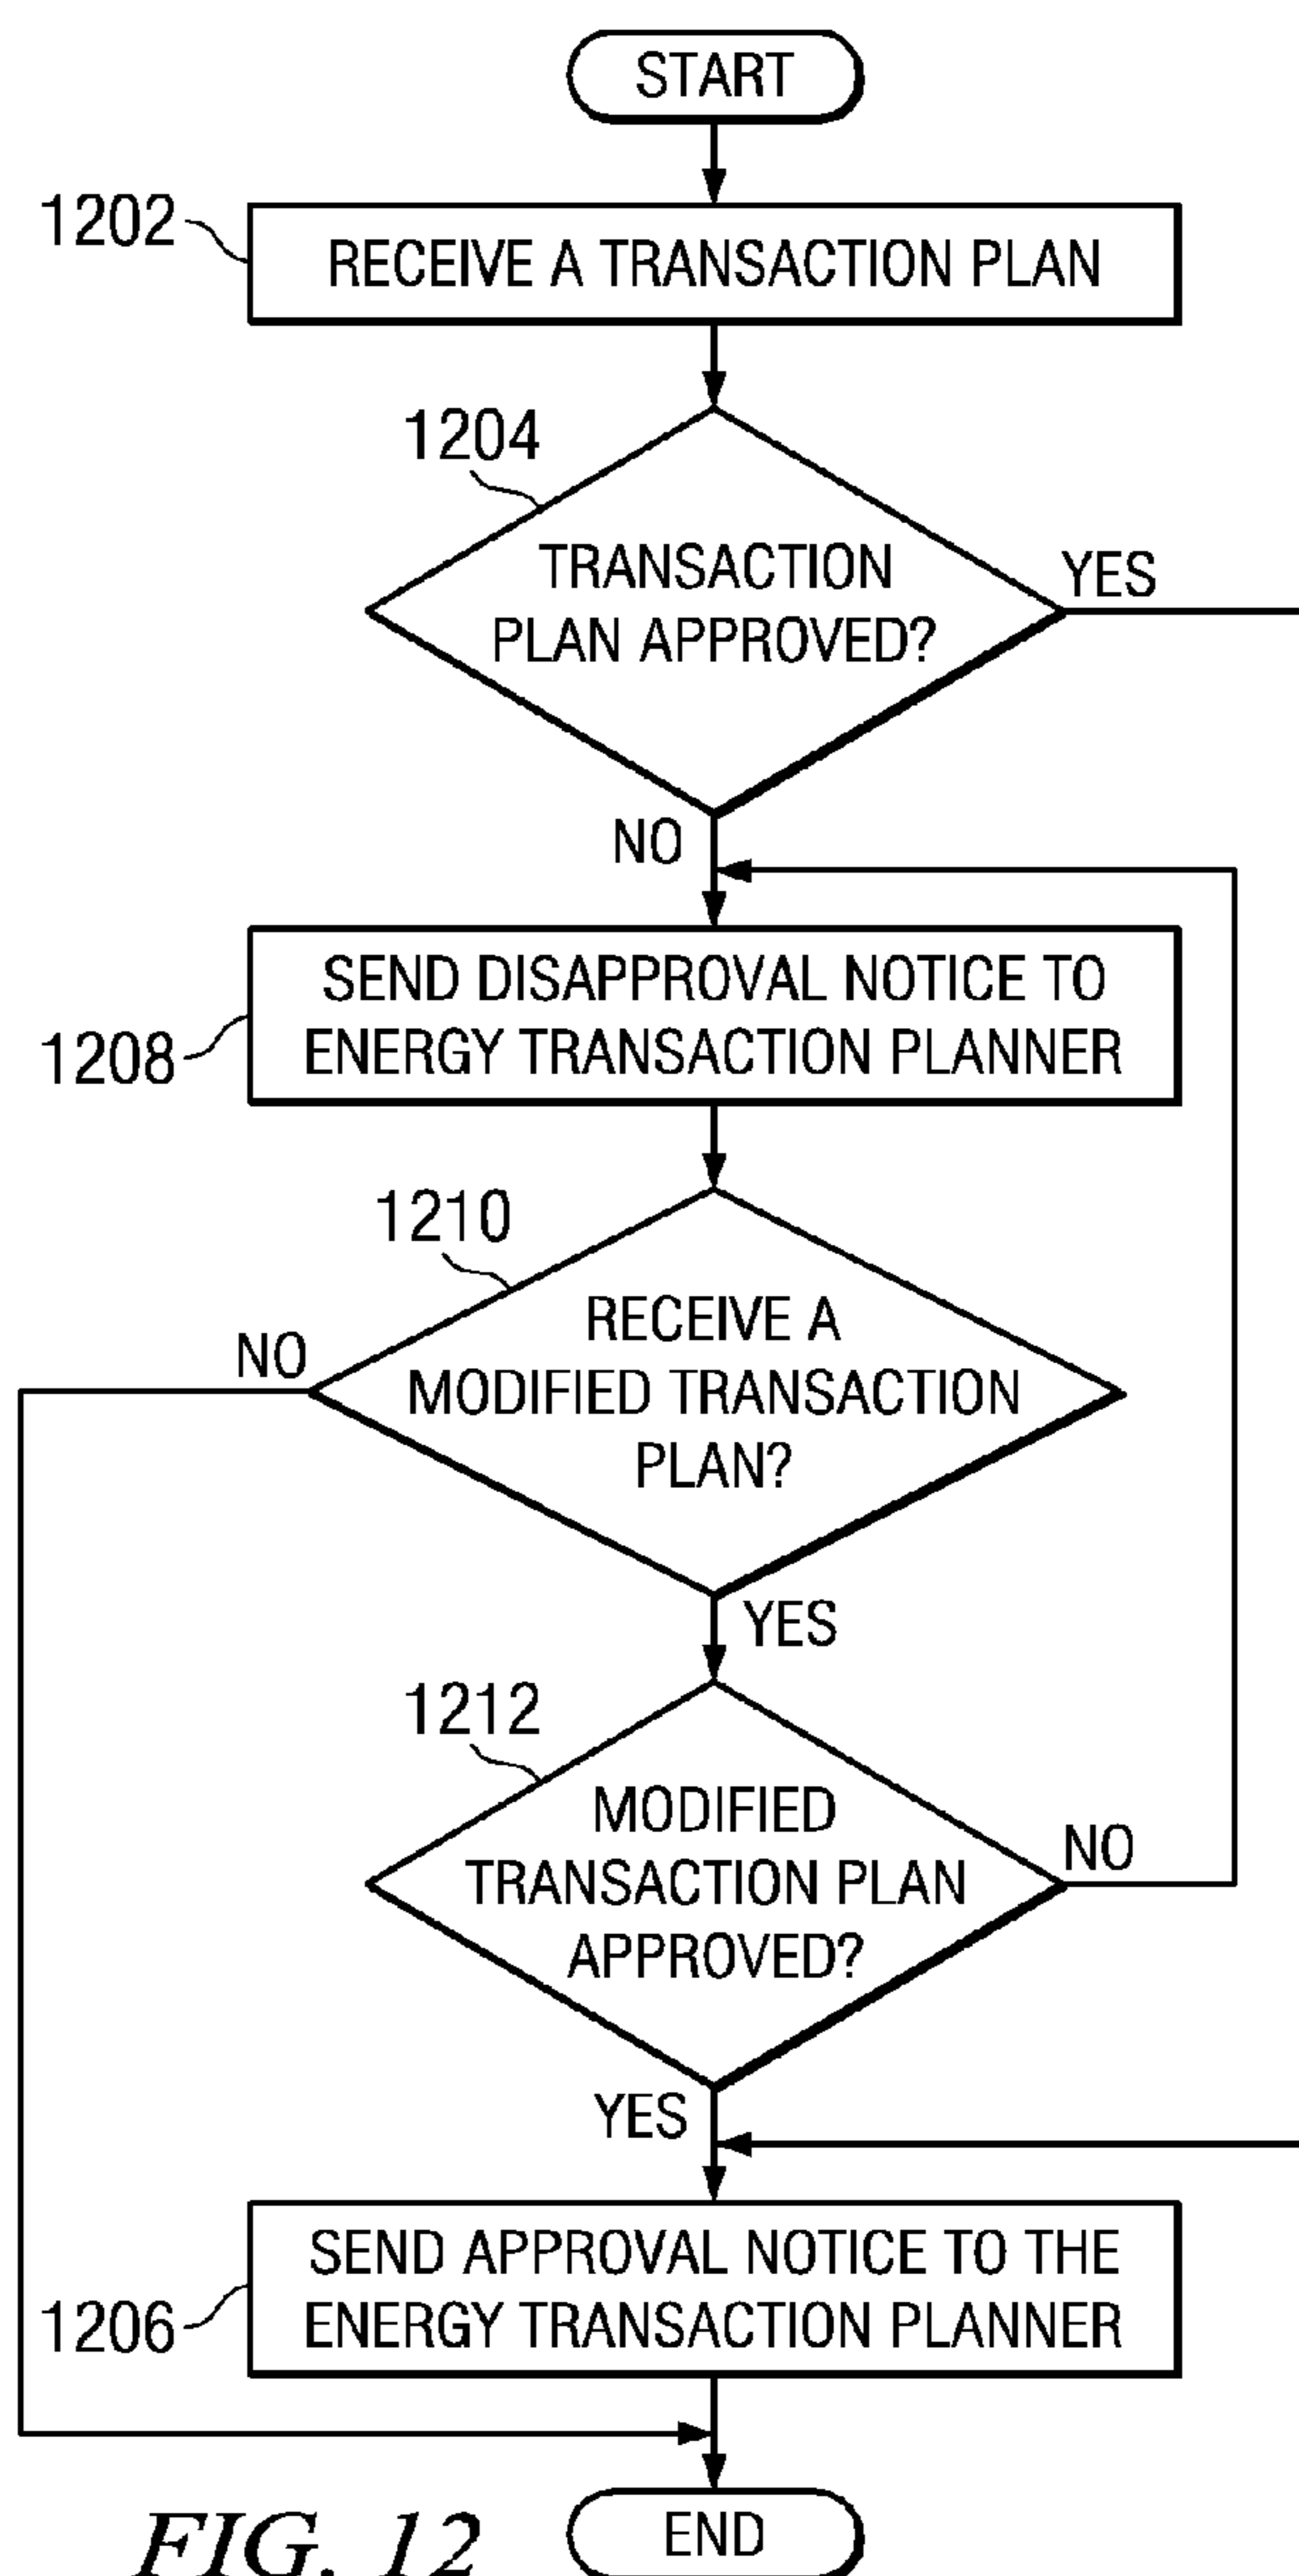 START
1202
RECEIVE A TRANSACTION PLAN
1204
TRANSACTION
PLAN APPROVED?
YES
NO
SEND DISAPPROVAL NOTICE TO
ENERGY TRANSACTION PLANNER
1208
1210
RECEIVE A
MODIFIED TRANSACTION
PLAN?
NO
YES
1212
MODIFIED
TRANSACTION PLAN
APPROVED?
NO
YES
SEND APPROVAL NOTICE TO THE
ENERGY TRANSACTION PLANNER
1206
FIG. 12
END